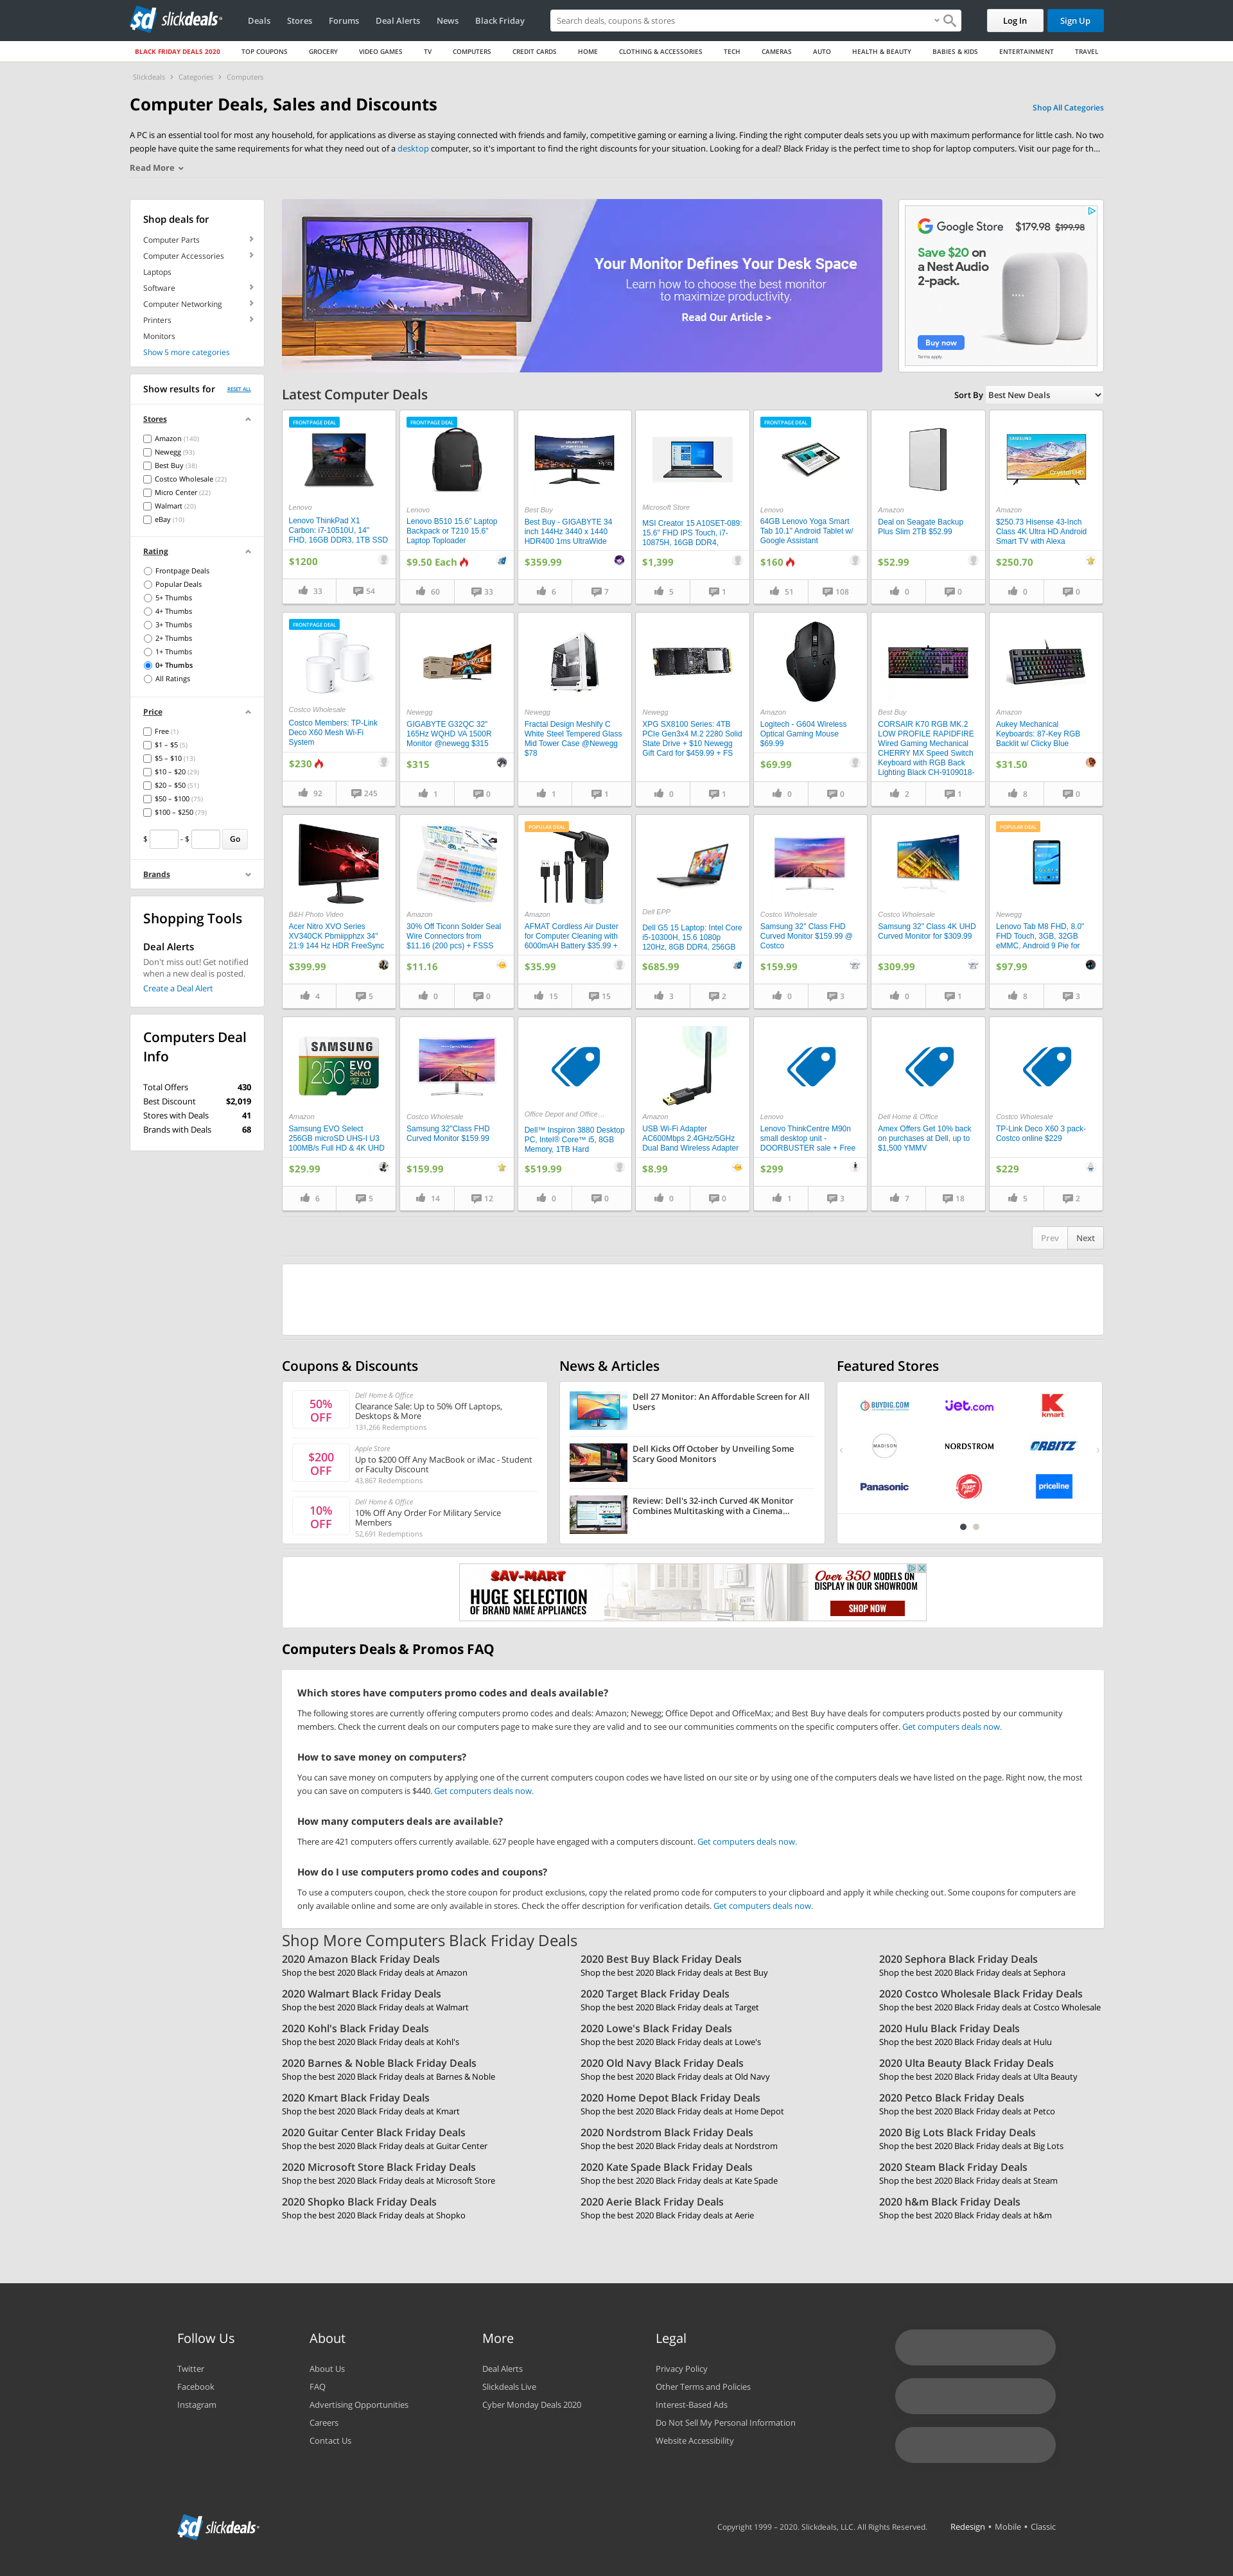 slickdeals
Deals
Stores
Forums
Deal Alerts
News
Black Friday
Search deals, coupons & stores
Log In
Sign Up
BLACK FRIDAY DEALS 2020
TOP COUPONS
GROCERY
VIDEO GAMES
TV
COMPUTERS
CREDIT CARDS
HOME
CLOTHING & ACCESSORIES
TECH
CAMERAS
AUTO
HEALTH & BEAUTY
BABIES & KIDS
ENTERTAINMENT
TRAVEL
Slickdeals > Categories > Computers
Computer Deals, Sales and Discounts
Shop All Categories
A PC is an essential tool for most any household, for applications as diverse as staying connected with friends and family, competitive gaming or earning a living. Finding the right computer deals sets you up with maximum performance for little cash. No two
people have quite the same requirements for what they need out of a desktop computer, so it's important to find the right discounts for your situation. Looking for a deal? Black Friday is the perfect time to shop for laptop computers. Visit our page for th...
Read More
Shop deals for
Computer Parts
Computer Accessories
Laptops
Software
Computer Networking
Printers
Monitors
Show 5 more categories
Show results for
RESET ALL
Stores
Amazon (140)
Newegg (93)
Best Buy (38)
Costco Wholesale (22)
Micro Center (22)
Walmart (20)
eBay (10)
Rating
Frontpage Deals
Popular Deals
5+ Thumbs
4+ Thumbs
3+ Thumbs
2+ Thumbs
1+ Thumbs
0+ Thumbs
All Ratings
Price
Free (1)
$1 – $5 (5)
$5 – $10 (13)
$10 – $20 (29)
$20 – $50 (51)
$50 – $100 (75)
$100 – $250 (79)
$ - $ Go
Brands
Shopping Tools
Deal Alerts
Don't miss out! Get notified
when a new deal is posted.
Create a Deal Alert
Computers Deal
Info
Total Offers 430
Best Discount $2,019
Stores with Deals 41
Brands with Deals 68
Your Monitor Defines Your Desk Space
Learn how to choose the best monitor
to maximize productivity.
Read Our Article >
Google Store
$179.98 $199.98
Save $20 on
a Nest Audio
2-pack.
Buy now
Terms apply.
Latest Computer Deals
Sort By Best New Deals
FRONTPAGE DEAL
Lenovo
Lenovo ThinkPad X1
Carbon: i7-10510U, 14"
FHD, 16GB DDR3, 1TB SSD
$1200
33
54
FRONTPAGE DEAL
Lenovo
Lenovo B510 15.6" Laptop
Backpack or T210 15.6"
Laptop Toploader
$9.50 Each
60
33
Best Buy
Best Buy - GIGABYTE 34
inch 144Hz 3440 x 1440
HDR400 1ms UltraWide
$359.99
6
7
Microsoft Store
MSI Creator 15 A10SET-089:
15.6" FHD IPS Touch, i7-
10875H, 16GB DDR4,
$1,399
5
1
FRONTPAGE DEAL
Lenovo
64GB Lenovo Yoga Smart
Tab 10.1" Android Tablet w/
Google Assistant
$160
51
108
Amazon
Deal on Seagate Backup
Plus Slim 2TB $52.99
$52.99
0
0
SAMSUNG
Crystal UHD
Amazon
$250.73 Hisense 43-Inch
Class 4K Ultra HD Android
Smart TV with Alexa
$250.70
0
0
FRONTPAGE DEAL
Costco Wholesale
Costco Members: TP-Link
Deco X60 Mesh Wi-Fi
System
$230
92
245
Newegg
GIGABYTE G32QC 32"
165Hz WQHD VA 1500R
Monitor @newegg $315
$315
1
0
Newegg
Fractal Design Meshify C
White Steel Tempered Glass
Mid Tower Case @Newegg
$78
1
1
Newegg
XPG SX8100 Series: 4TB
PCIe Gen3x4 M.2 2280 Solid
State Drive + $10 Newegg
Gift Card for $459.99 + FS
0
1
Amazon
Logitech - G604 Wireless
Optical Gaming Mouse
$69.99
$69.99
0
0
Best Buy
CORSAIR K70 RGB MK.2
LOW PROFILE RAPIDFIRE
Wired Gaming Mechanical
CHERRY MX Speed Switch
Keyboard with RGB Back
Lighting Black CH-9109018-
2
1
Amazon
Aukey Mechanical
Keyboards: 87-Key RGB
Backlit w/ Clicky Blue
$31.50
8
0
B&H Photo Video
Acer Nitro XVO Series
XV340CK Pbmiipphzx 34"
21:9 144 Hz HDR FreeSync
$399.99
4
5
Amazon
30% Off Ticonn Solder Seal
Wire Connectors from
$11.16 (200 pcs) + FSSS
$11.16
0
0
POPULAR DEAL
Amazon
AFMAT Cordless Air Duster
for Computer Cleaning with
6000mAH Battery $35.99 +
$35.99
15
15
Dell EPP
Dell G5 15 Laptop: Intel Core
i5-10300H, 15.6 1080p
120Hz, 8GB DDR4, 256GB
$685.99
3
2
Costco Wholesale
Samsung 32" Class FHD
Curved Monitor $159.99 @
Costco
$159.99
0
3
Costco Wholesale
Samsung 32" Class 4K UHD
Curved Monitor for $309.99
$309.99
0
1
POPULAR DEAL
Newegg
Lenovo Tab M8 FHD, 8.0"
FHD Touch, 3GB, 32GB
eMMC, Android 9 Pie for
$97.99
8
3
SAMSUNG
256 EVO
Select
Amazon
Samsung EVO Select
256GB microSD UHS-I U3
100MB/s Full HD & 4K UHD
$29.99
6
5
Costco Wholesale
Samsung 32"Class FHD
Curved Monitor $159.99
$159.99
14
12
Office Depot and Office...
Dell™ Inspiron 3880 Desktop
PC, Intel® Core™ i5, 8GB
Memory, 1TB Hard
$519.99
0
0
Amazon
USB Wi-Fi Adapter
AC600Mbps 2.4GHz/5GHz
Dual Band Wireless Adapter
$8.99
0
0
Lenovo
Lenovo ThinkCentre M90n
small desktop unit -
DOORBUSTER sale + Free
$299
1
3
Dell Home & Office
Amex Offers Get 10% back
on purchases at Dell, up to
$1,500 YMMV
7
18
Costco Wholesale
TP-Link Deco X60 3 pack-
Costco online $229
$229
5
2
Prev
Next
Coupons & Discounts
50%
OFF
Dell Home & Office
Clearance Sale: Up to 50% Off Laptops,
Desktops & More
131,266 Redemptions
$200
OFF
Apple Store
Up to $200 Off Any MacBook or iMac - Student
or Faculty Discount
43,867 Redemptions
10%
OFF
Dell Home & Office
10% Off Any Order For Military Service
Members
52,691 Redemptions
News & Articles
Dell 27 Monitor: An Affordable Screen for All
Users
Dell Kicks Off October by Unveiling Some
Scary Good Monitors
Review: Dell's 32-inch Curved 4K Monitor
Combines Multitasking with a Cinema...
Featured Stores
BUYDIG.COM
jet.com
kmart
MADISON
NORDSTROM
ORBITZ
Panasonic
priceline
SAV-MART
HUGE SELECTION
OF BRAND NAME APPLIANCES
Over 350 MODELS ON
DISPLAY IN OUR SHOWROOM
SHOP NOW
Computers Deals & Promos FAQ
Which stores have computers promo codes and deals available?
The following stores are currently offering computers promo codes and deals: Amazon; Newegg; Office Depot and OfficeMax; and Best Buy have deals for computers products posted by our community
members. Check the current deals on our computers page to make sure they are valid and to see our communities comments on the specific computers offer. Get computers deals now.
How to save money on computers?
You can save money on computers by applying one of the current computers coupon codes we have listed on our site or by using one of the computers deals we have listed on the page. Right now, the most
you can save on computers is $440. Get computers deals now.
How many computers deals are available?
There are 421 computers offers currently available. 627 people have engaged with a computers discount. Get computers deals now.
How do I use computers promo codes and coupons?
To use a computers coupon, check the store coupon for product exclusions, copy the related promo code for computers to your clipboard and apply it while checking out. Some coupons for computers are
only available online and some are only available in stores. Check the offer description for verification details. Get computers deals now.
Shop More Computers Black Friday Deals
2020 Amazon Black Friday Deals
Shop the best 2020 Black Friday deals at Amazon
2020 Best Buy Black Friday Deals
Shop the best 2020 Black Friday deals at Best Buy
2020 Sephora Black Friday Deals
Shop the best 2020 Black Friday deals at Sephora
2020 Walmart Black Friday Deals
Shop the best 2020 Black Friday deals at Walmart
2020 Target Black Friday Deals
Shop the best 2020 Black Friday deals at Target
2020 Costco Wholesale Black Friday Deals
Shop the best 2020 Black Friday deals at Costco Wholesale
2020 Kohl's Black Friday Deals
Shop the best 2020 Black Friday deals at Kohl's
2020 Lowe's Black Friday Deals
Shop the best 2020 Black Friday deals at Lowe's
2020 Hulu Black Friday Deals
Shop the best 2020 Black Friday deals at Hulu
2020 Barnes & Noble Black Friday Deals
Shop the best 2020 Black Friday deals at Barnes & Noble
2020 Old Navy Black Friday Deals
Shop the best 2020 Black Friday deals at Old Navy
2020 Ulta Beauty Black Friday Deals
Shop the best 2020 Black Friday deals at Ulta Beauty
2020 Kmart Black Friday Deals
Shop the best 2020 Black Friday deals at Kmart
2020 Home Depot Black Friday Deals
Shop the best 2020 Black Friday deals at Home Depot
2020 Petco Black Friday Deals
Shop the best 2020 Black Friday deals at Petco
2020 Guitar Center Black Friday Deals
Shop the best 2020 Black Friday deals at Guitar Center
2020 Nordstrom Black Friday Deals
Shop the best 2020 Black Friday deals at Nordstrom
2020 Big Lots Black Friday Deals
Shop the best 2020 Black Friday deals at Big Lots
2020 Microsoft Store Black Friday Deals
Shop the best 2020 Black Friday deals at Microsoft Store
2020 Kate Spade Black Friday Deals
Shop the best 2020 Black Friday deals at Kate Spade
2020 Steam Black Friday Deals
Shop the best 2020 Black Friday deals at Steam
2020 Shopko Black Friday Deals
Shop the best 2020 Black Friday deals at Shopko
2020 Aerie Black Friday Deals
Shop the best 2020 Black Friday deals at Aerie
2020 h&m Black Friday Deals
Shop the best 2020 Black Friday deals at h&m
Follow Us
Twitter
Facebook
Instagram
About
About Us
FAQ
Advertising Opportunities
Careers
Contact Us
More
Deal Alerts
Slickdeals Live
Cyber Monday Deals 2020
Legal
Privacy Policy
Other Terms and Policies
Interest-Based Ads
Do Not Sell My Personal Information
Website Accessibility
slickdeals
Copyright 1999 – 2020. Slickdeals, LLC. All Rights Reserved.
Redesign • Mobile • Classic